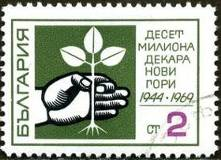 БЪЛГАРИЯ
ДЕСЕТ
МИЛИОНА
ДЕКАРА
НОВИ
ГОРИ
1944-1969
СТ 2